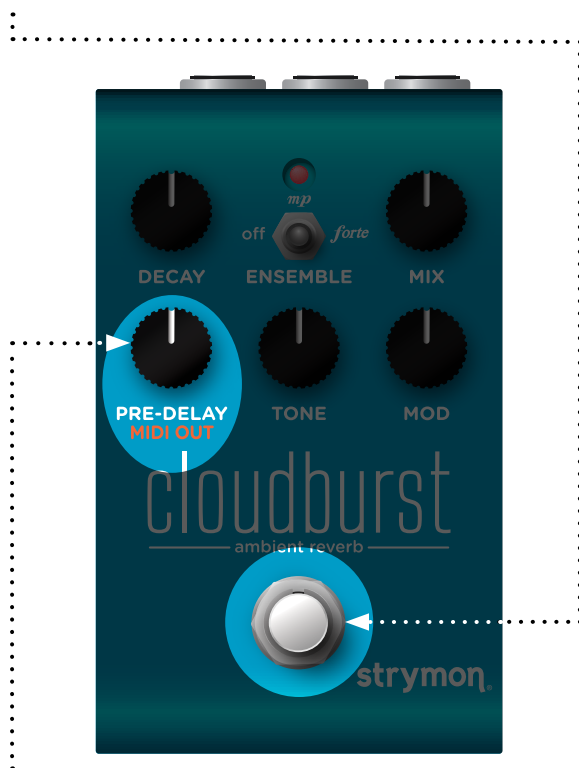 mp
off forte
DECAY ENSEMBLE MIX
PRE-DELAY TONE MOD
MIDI OUT
cloudburst
ambient reverb
strymon®